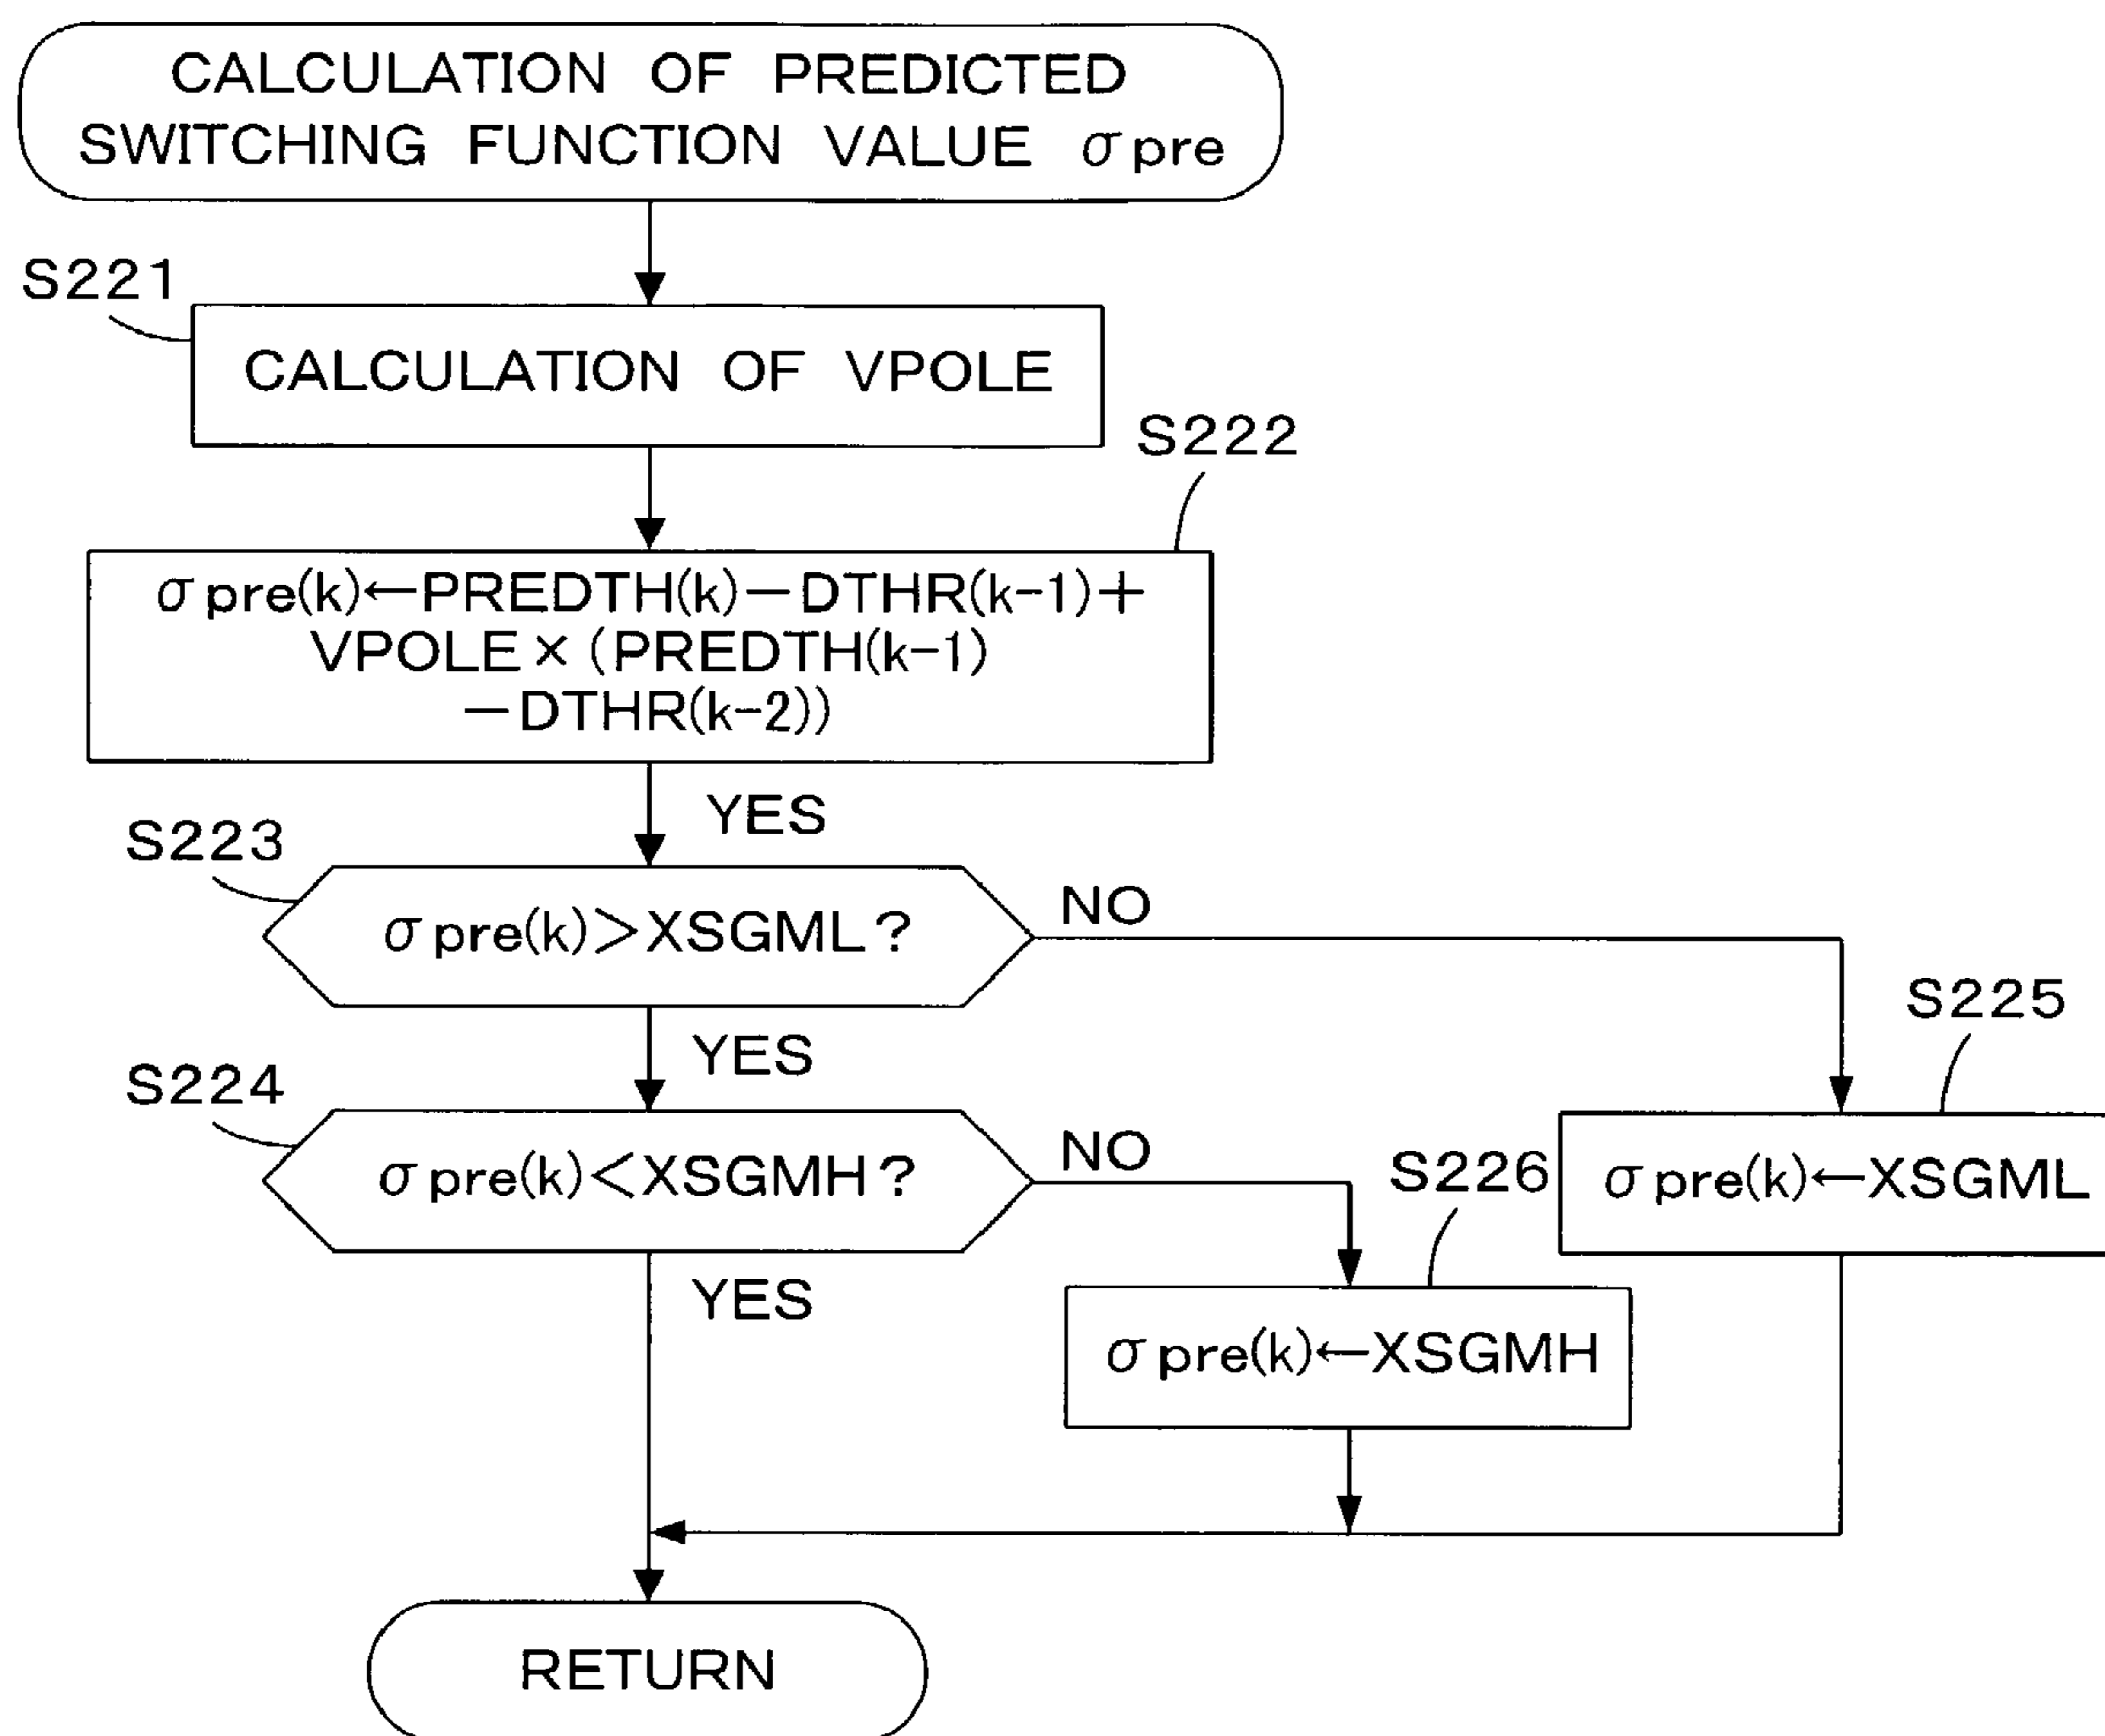 CALCULATION OF PREDICTED
SWITCHING FUNCTION VALUE σpre
S221
CALCULATION OF VPOLE
S222
σpre(k)←PREDTH(k)−DTHR(k-1)+
VPOLE×(PREDTH(k-1)
−DTHR(k-2))
YES
S223
σpre(k)>XSGML?
NO
YES
S225
S224
σpre(k)<XSGMH?
NO
S226
σpre(k)←XSGML
YES
σpre(k)←XSGMH
RETURN